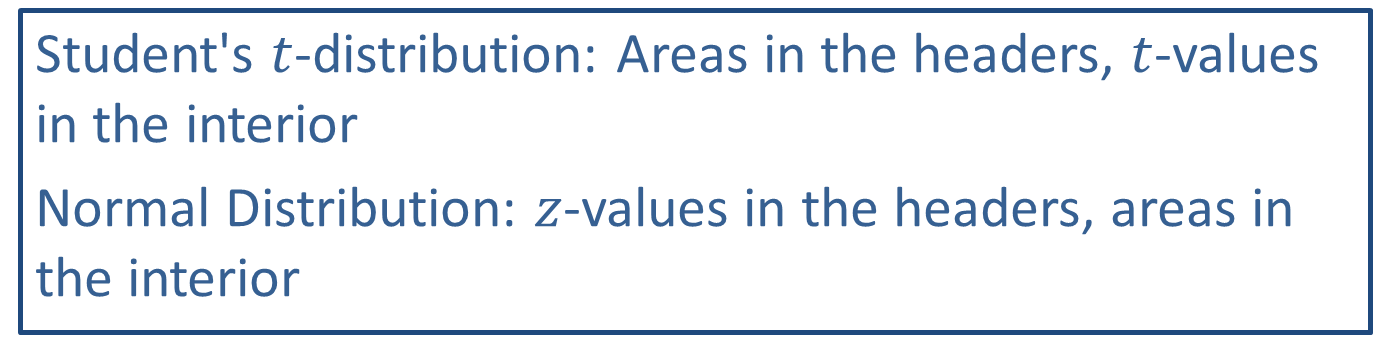 Student's t-distribution: Areas in the headers, t-values
in the interior
Normal Distribution: z-values in the headers, areas in
the interior